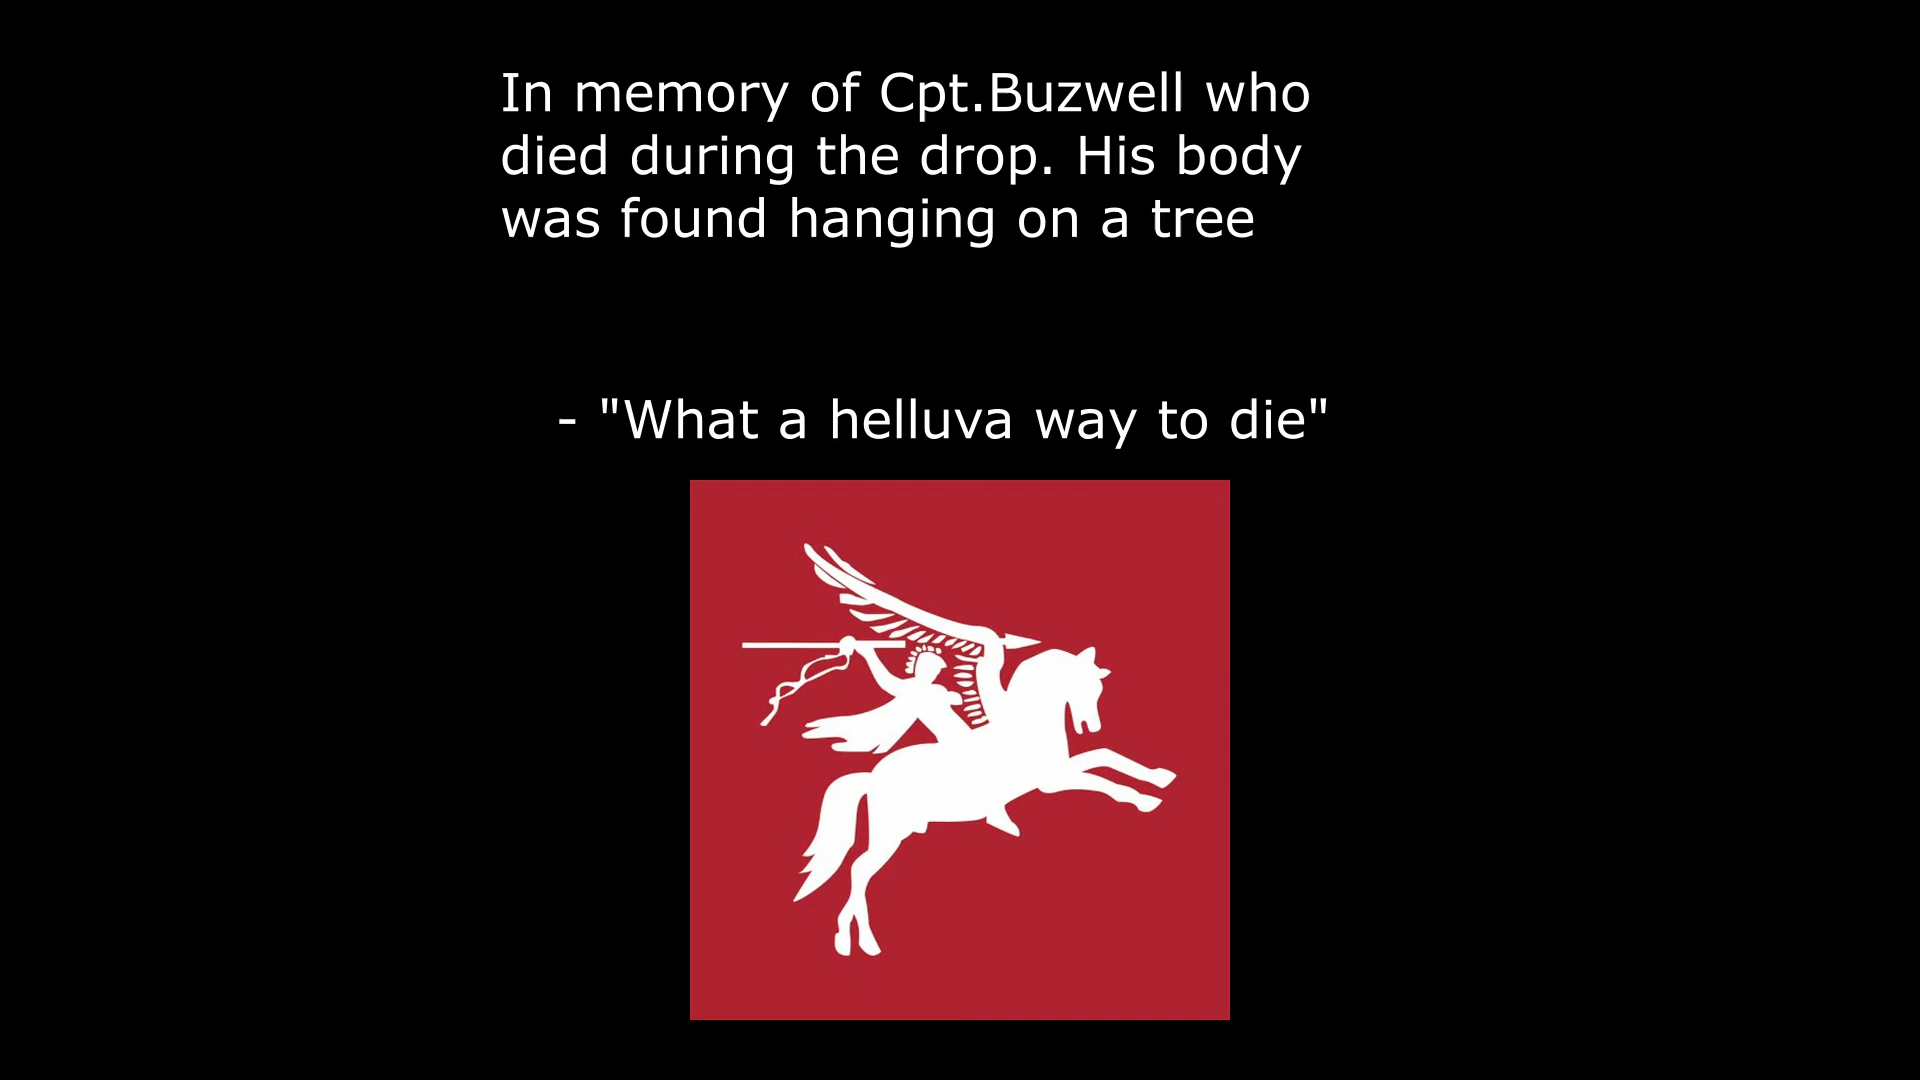 In memory of Cpt.Buzwell who
died during the drop. His body
was found hanging on a tree
- "What a helluva way to die"